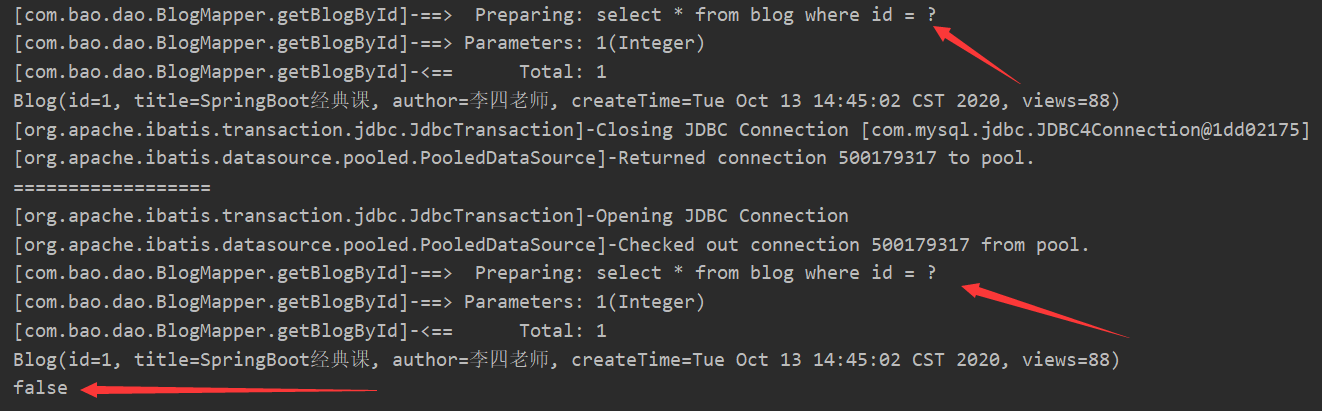 [com.bao.dao.BlogMapper.getBlogById]-==>  Preparing: select * from blog where id = ?
[com.bao.dao.BlogMapper.getBlogById]-==> Parameters: 1(Integer)
[com.bao.dao.BlogMapper.getBlogById]-<==      Total: 1
Blog(id=1, title=SpringBoot经典课, author=李四老师, createTime=Tue Oct 13 14:45:02 CST 2020, views=88)
[org.apache.ibatis.transaction.jdbc.JdbcTransaction]-Closing JDBC Connection [com.mysql.jdbc.JDBC4Connection@1dd02175]
[org.apache.ibatis.datasource.pooled.PooledDataSource]-Returned connection 500179317 to pool.
==================
[org.apache.ibatis.transaction.jdbc.JdbcTransaction]-Opening JDBC Connection
[org.apache.ibatis.datasource.pooled.PooledDataSource]-Checked out connection 500179317 from pool.
[com.bao.dao.BlogMapper.getBlogById]-==>  Preparing: select * from blog where id = ?
[com.bao.dao.BlogMapper.getBlogById]-==> Parameters: 1(Integer)
[com.bao.dao.BlogMapper.getBlogById]-<==      Total: 1
Blog(id=1, title=SpringBoot经典课, author=李四老师, createTime=Tue Oct 13 14:45:02 CST 2020, views=88)
false